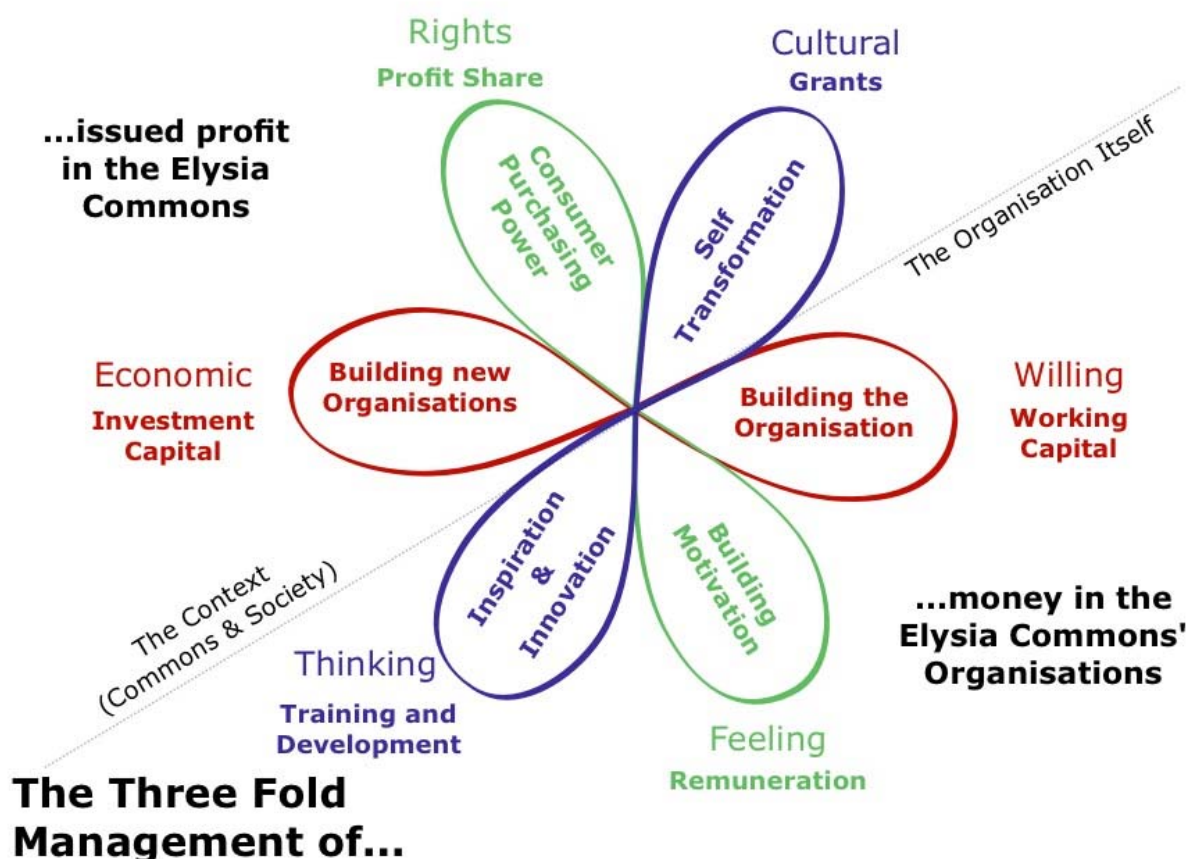 Rights
Profit Share
Cultural
Grants
...issued profit
in the Elysia
Commons
Consumer
Purchasing
Power
Self
Transformation
The Organisation Itself
Economic
Investment
Capital
Building new
Organisations
Building the
Organisation
Willing
Working
Capital
Inspiration
&
Innovation
Building
Motivation
The Context
(Commons & Society)
...money in the
Elysia Commons'
Organisations
Thinking
Training and
Development
Feeling
Remuneration
The Three Fold
Management of...